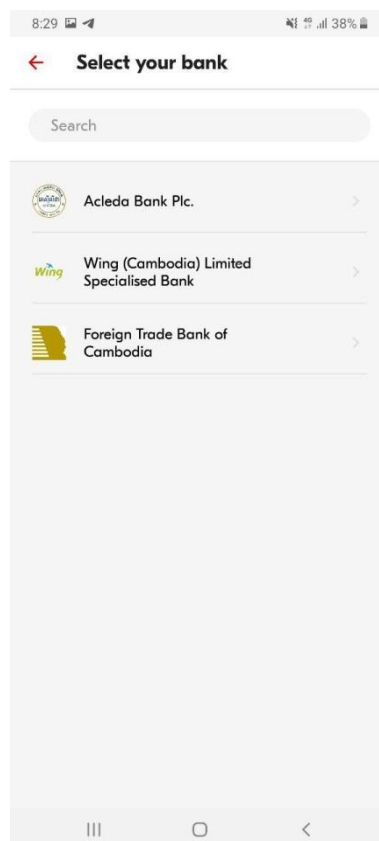 8:29
38%
Select your bank
Search
Acleda Bank Plc.
Wing
Wing (Cambodia) Limited
Specialised Bank
Foreign Trade Bank of
Cambodia